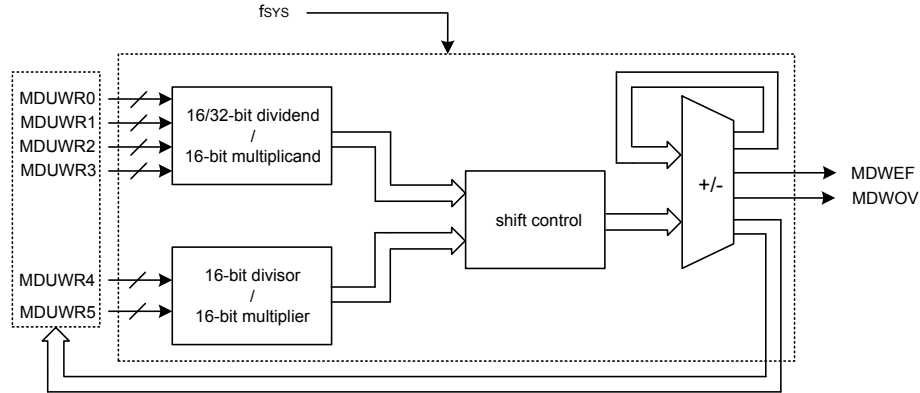 fSYS
MDUWR0
MDUWR1
MDUWR2
MDUWR3
16/32-bit dividend
/
16-bit multiplicand
MDUWR4
MDUWR5
16-bit divisor
/
16-bit multiplier
shift control
+/-
MDWEF
MDWOV